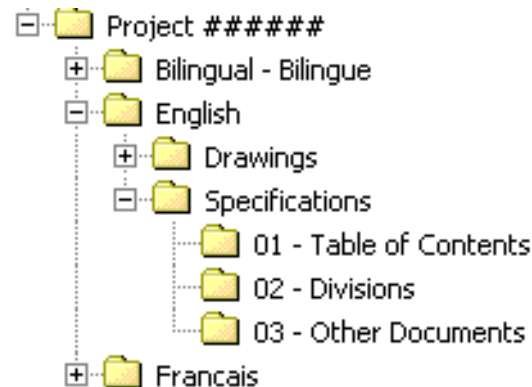 Project ######
Bilingual - Bilingue
English
Drawings
Specifications
01 - Table of Contents
02 - Divisions
03 - Other Documents
Francais